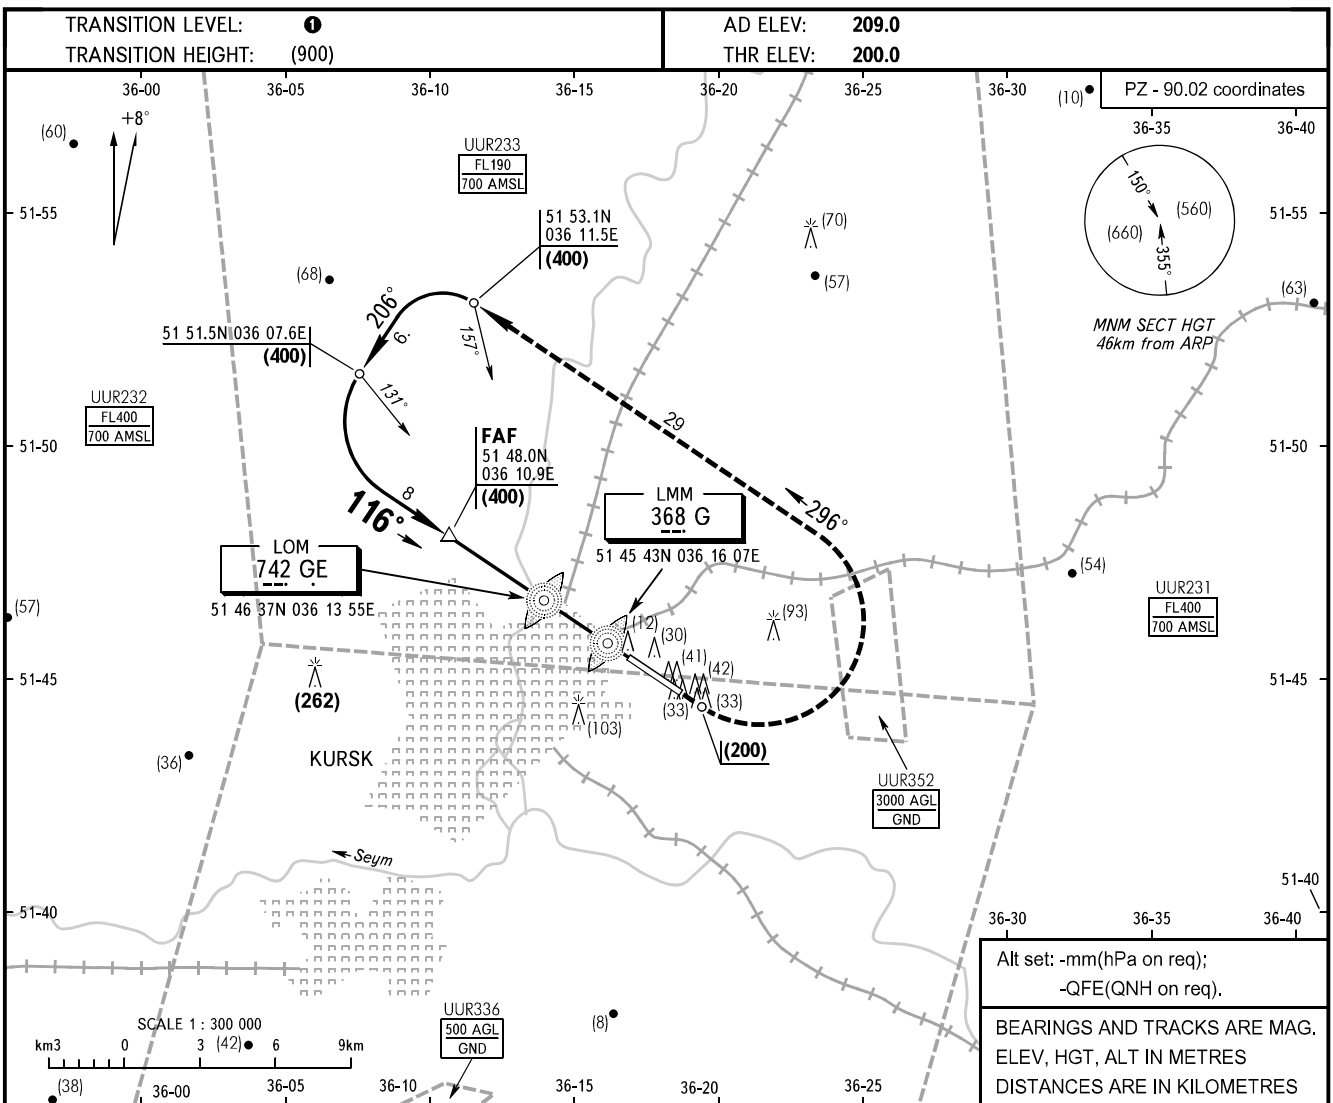 TRANSITION LEVEL: 1
TRANSITION HEIGHT: (900)
AD ELEV: 209.0
THR ELEV: 200.0
36-00 36-05 36-10 36-15 36-20 36-25 36-30
(10)
PZ - 90.02 coordinates
36-35 36-40
+8°
(60)
UUR233
FL190
700 AMSL
150°
(560)
(660)
355°
51-55
51-55
51 53.1N
036 11.5E
(400)
(70)
(57)
(68)
(63)
MNM SECT HGT
46km from ARP
206°
6.
157°
51 51.5N 036 07.6E
(400)
131°
UUR232
FL400
700 AMSL
29
51-50
51-50
FAF
51 48.0N
036 10.9E
(400)
8
116°
LMM
368 G
51 45 43N 036 16 07E
296°
LOM
742 GE
51 46 37N 036 13 55E
(54)
UUR231
FL400
700 AMSL
(57)
(12)
(30)
(93)
(41)
(42)
(33)
(33)
51-45
51-45
(262)
(103)
(200)
KURSK
(36)
UUR352
3000 AGL
GND
Seym
51-40
51-40
36-30 36-35 36-40
Alt set: -mm(hPa on req);
-QFE(QNH on req).
UUR336
500 AGL
GND
(8)
SCALE 1 : 300 000
km3 0 3 6 9km
(42)
BEARINGS AND TRACKS ARE MAG.
ELEV, HGT, ALT IN METRES
DISTANCES ARE IN KILOMETRES
(38)
36-00 36-05 36-10 36-15 36-20 36-25